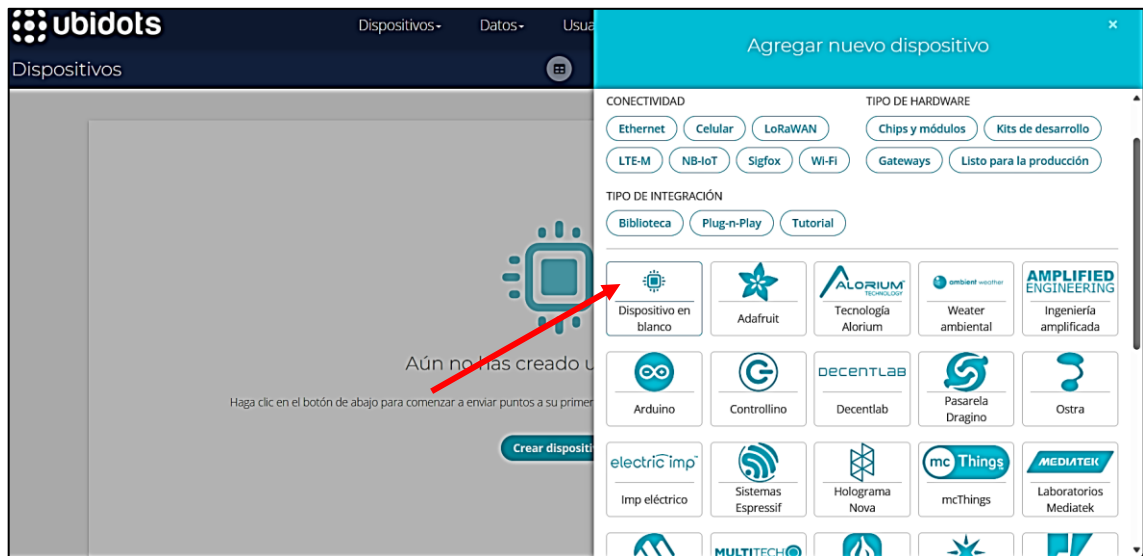 ubidots
Dispositivos
Datos
Usua
Dispositivos
Agregar nuevo dispositivo
×
CONECTIVIDAD
Ethernet
Celular
LoRaWAN
LTE-M
NB-IoT
Sigfox
Wi-Fi
TIPO DE HARDWARE
Chips y módulos
Kits de desarrollo
Gateways
Listo para la producción
TIPO DE INTEGRACIÓN
Biblioteca
Plug-n-Play
Tutorial
Dispositivo en
blanco
Adafruit
ALORIUM
TECHNOLOGY
Tecnología
Alorium
ambient weather
Weater
ambiental
AMPLIFIED
ENGINEERING
Ingeniería
amplificada
Arduino
Controllino
DECENTLAB
Decentlab
Pasarela
Dragino
Ostra
electric imp
Imp eléctrico
Sistemas
Espressif
Holograma
Nova
mc Things
mcThings
MEDIATEK
Laboratorios
Mediatek
MULTITECH
Aún no has creado u
Haga clic en el botón de abajo para comenzar a enviar puntos a su primer
Crear dispositi